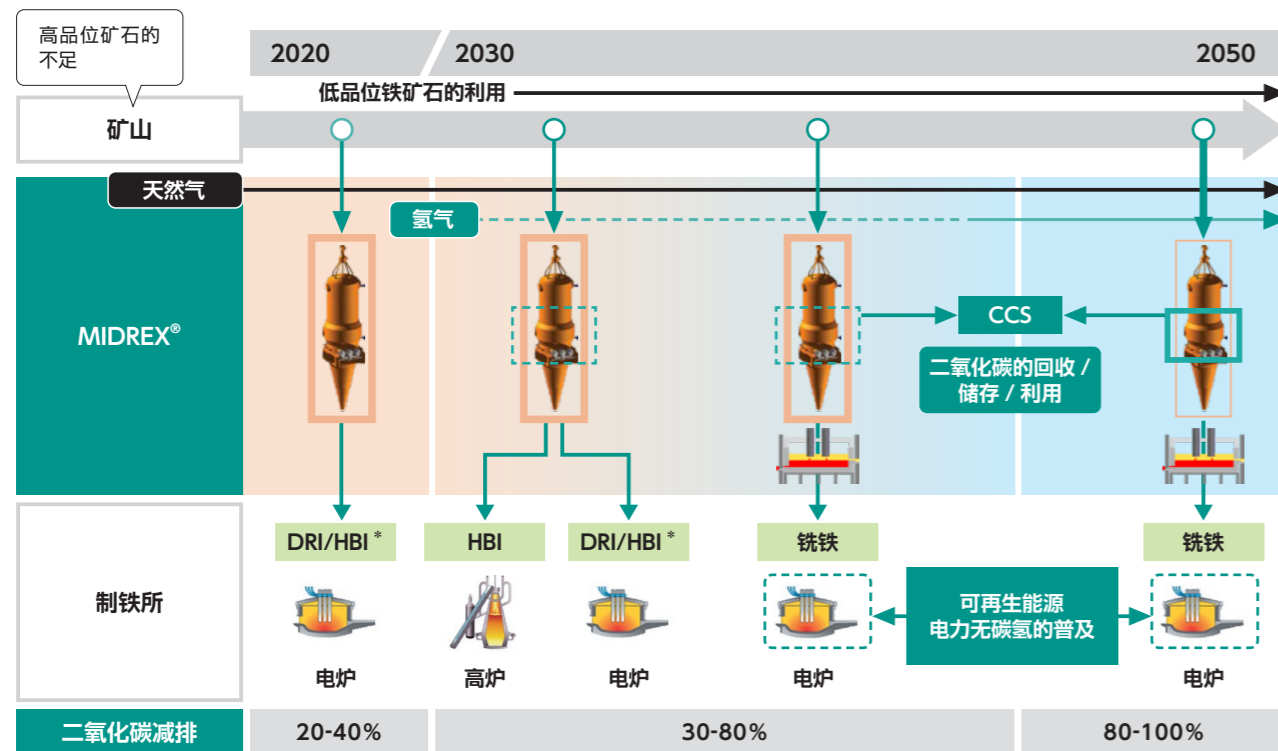 高品位矿石的
不足
2020
2030
2050
低品位铁矿石的利用
矿山
天然气
氢气
MIDREX®
CCS
二氧化碳的回收 /
储存 / 利用
DRI/HBI *
HBI
DRI/HBI *
铣铁
铣铁
制铁所
可再生能源
电力无碳氢的普及
电炉
高炉
电炉
电炉
电炉
二氧化碳减排
20-40%
30-80%
80-100%